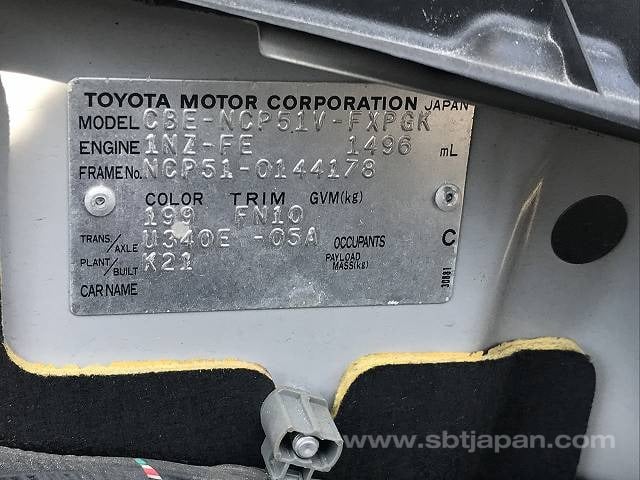 TOYOTA MOTOR CORPORATION JAPAN
MODEL CBE-NCP51V-FXPGK
ENGINE 1NZ-FE 1496 mL
FRAME No. NCP51-0144178
COLOR TRIM GVM(kg)
199 FN10
TRANS./AXLE U340E -05A OCCUPANTS C
PLANT/BUILT K21 PAYLOAD MASS(kg)
CAR NAME
30881
www.sbtjapan.com